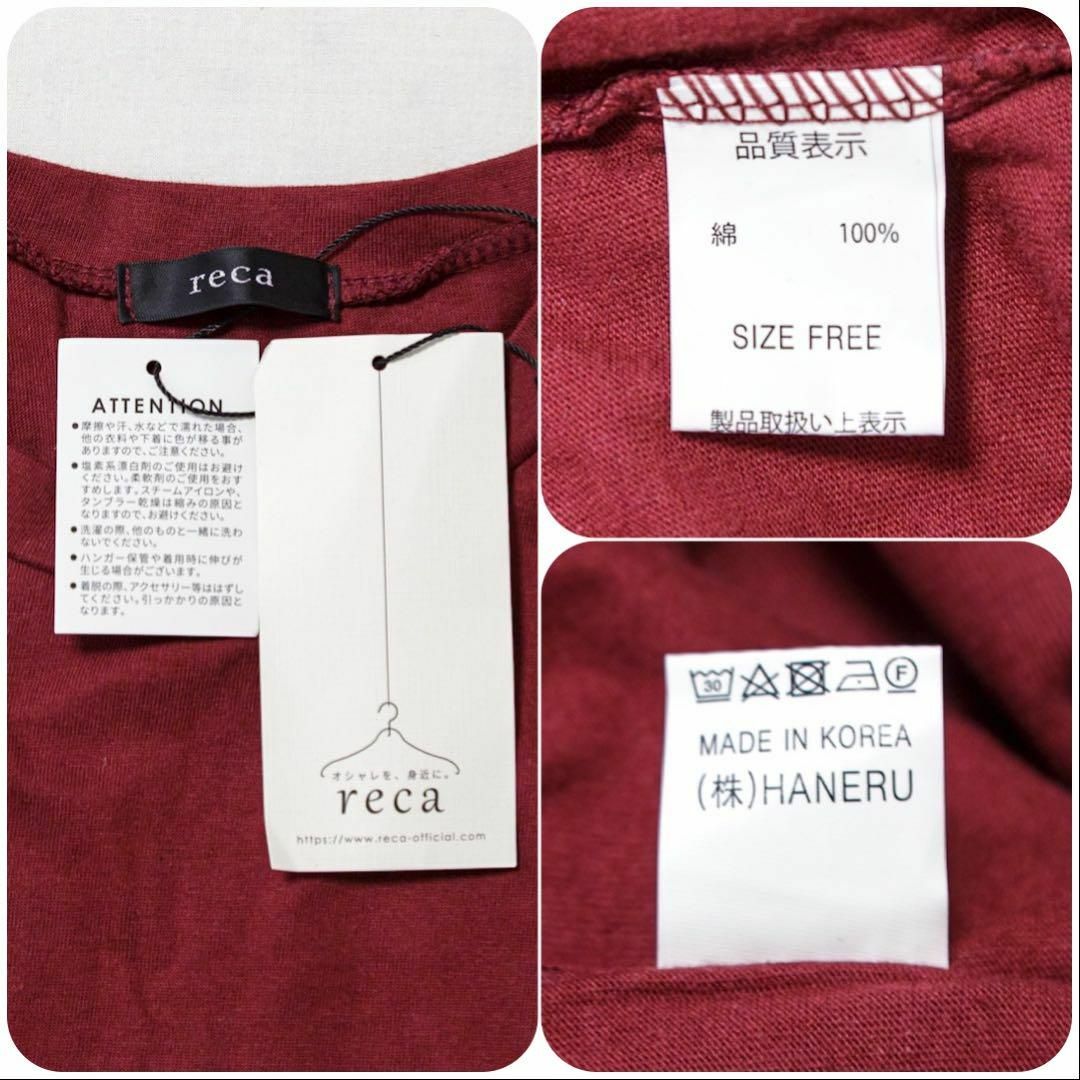 reca
ATTENTION
●摩擦や汗、水などで濡れた場合、
他の衣料や下着に色が移る事が
ありますので、ご注意ください。
●塩素系漂白剤のご使用はお避け
ください。柔軟剤のご使用をおす
すめします。スチームアイロンや、
タンブラー乾燥は縮みの原因と
なりますので、お避けください。
●洗濯の際、他のものと一緒に洗わ
ないでください。
●ハンガー保管や着用時に伸びが
生じる場合がございます。
●着脱の際、アクセサリー等ははずし
てください。引っかかりの原因と
なります。
オシャレを、身近に。
reca
https://www.reca-official.com
品質表示
綿 100%
SIZE FREE
製品取扱い上表示
30 F
MADE IN KOREA
(株)HANERU